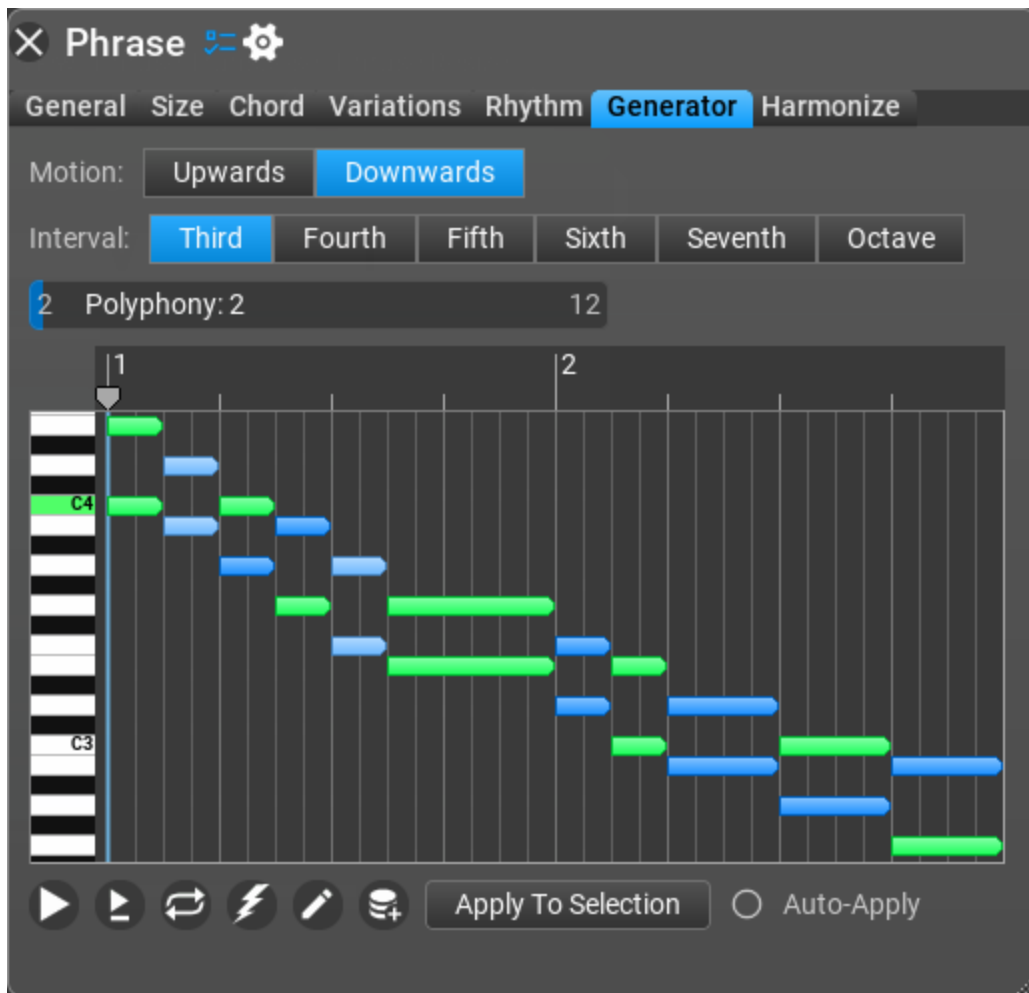 Phrase
General Size Chord Variations Rhythm Generator Harmonize
Motion: Upwards Downwards
Interval: Third Fourth Fifth Sixth Seventh Octave
2 Polyphony: 2 12
1 2
C4
C3
Apply To Selection Auto-Apply